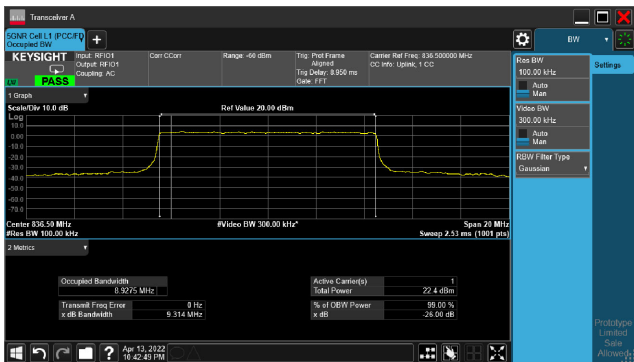 Transceiver A
5GNR Cell L1 (PCC/FD
Occupied BW
+
BW
KEYSIGHT
Input: RFIO1
Output: RFIO1
Coupling: AC
Corr CCorr
Range: -60 dBm
Trig: Prot Frame
Aligned
Trig Delay: 8.950 ms
Gate: FFT
Carrier Ref Freq: 836.500000 MHz
CC Info: Uplink, 1 CC
PASS
Res BW
100.00 kHz
Auto
Man
Settings
Video BW
300.00 kHz
Auto
Man
RBW Filter Type
Gaussian
1 Graph
Scale/Div 10.0 dB
Ref Value 20.00 dBm
Log
10.0
0.00
-10.0
-20.0
-30.0
-40.0
-50.0
-60.0
-70.0
Center 836.50 MHz
#Video BW 300.00 kHz*
Span 20 MHz
#Res BW 100.00 kHz
Sweep 2.53 ms (1001 pts)
2 Metrics
Occupied Bandwidth
8.9275 MHz
Active Carrier(s) 1
Total Power 22.4 dBm
Transmit Freq Error 0 Hz
x dB Bandwidth 9.314 MHz
% of OBW Power 99.00 %
x dB -26.00 dB
Prototype
Limited
Sale
Allowed
?
Apr 13, 2022
10:42:49 PM